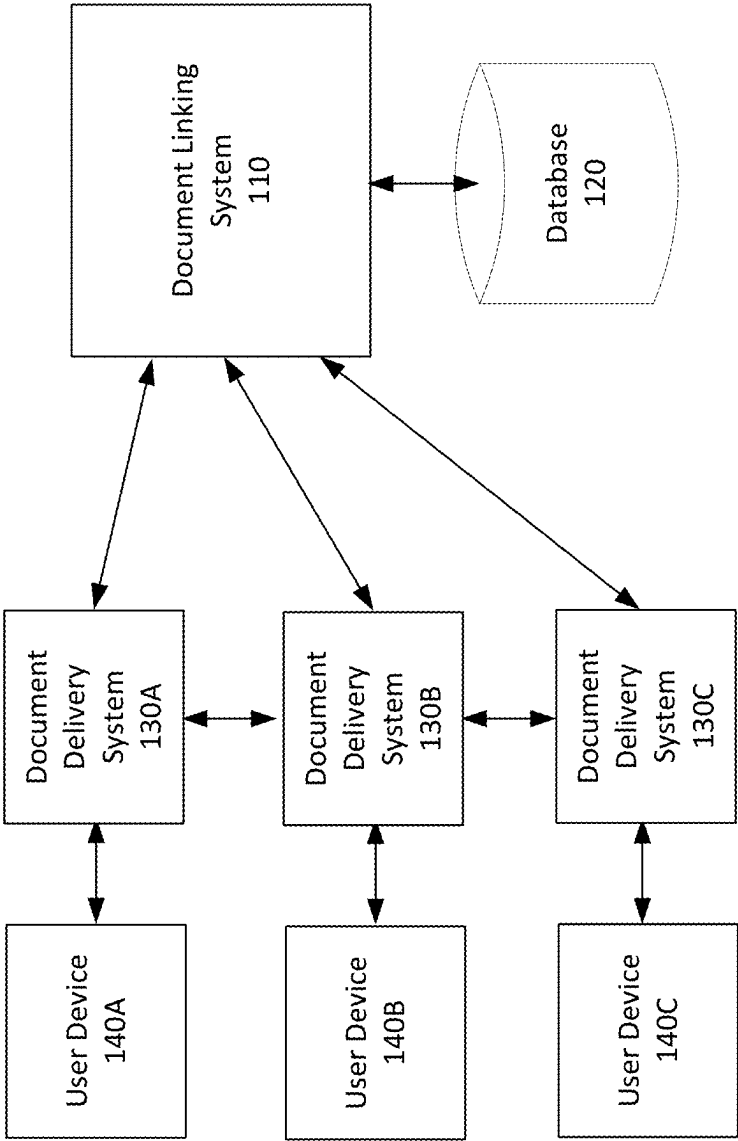 Document Linking
System
110
Database
120
Document
Delivery
System
130A
Document
Delivery
System
130B
Document
Delivery
System
130C
User Device
140A
User Device
140B
User Device
140C